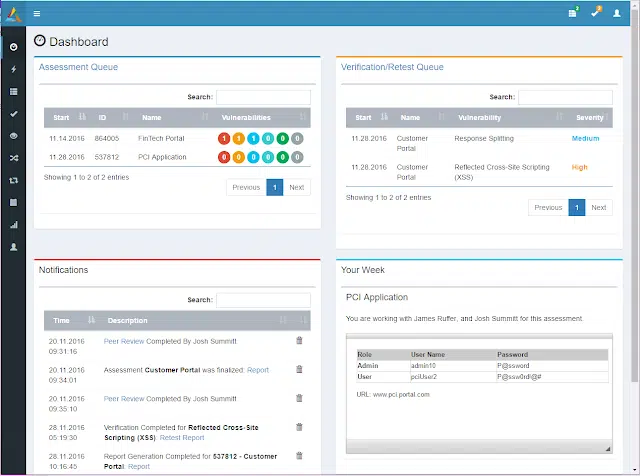 2
2
Dashboard
Assessment Queue
Search:
Start ID Name Vulnerabilities
11.14.2016 864005 FinTech Portal 1 1 1 0 0 0
11.28.2016 537812 PCI Application 0 0 0 0 0 0
Showing 1 to 2 of 2 entries
Previous 1 Next
Verification/Retest Queue
Search:
Start Name Vulnerability Severity
11.28.2016 Customer Portal Response Splitting Medium
11.28.2016 Customer Portal Reflected Cross-Site Scripting (XSS) High
Showing 1 to 2 of 2 entries
Previous 1 Next
Notifications
Search:
Time Description
20.11.2016 09:31:16 Peer Review Completed By Josh Summitt
20.11.2016 09:34:01 Assessment Customer Portal was finalized: Report
20.11.2016 09:35:10 Peer Review Completed By Josh Summitt
28.11.2016 05:19:30 Verification Completed for Reflected Cross-Site Scripting (XSS) Retest Report
28.11.2016 10:16:45 Report Generation Completed for 537812 - Customer Portal: Report
Your Week
PCI Application
You are working with James Ruffer, and Josh Summitt for this assessment.
Role User Name Password
Admin admin10 P@ssword
User pciUser2 P@ssw0rd!@#
URL: www.pci.portal.com